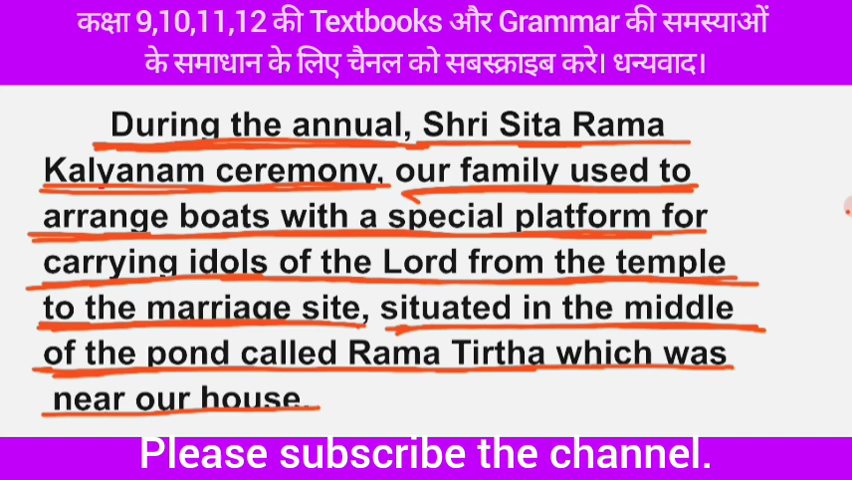 कक्षा 9,10,11,12 की Textbooks और Grammar की समस्याओं
के समाधान के लिए चैनल को सबस्क्राइब करे। धन्यवाद।
During the annual, Shri Sita Rama
Kalyanam ceremony, our family used to
arrange boats with a special platform for
carrying idols of the Lord from the temple
to the marriage site, situated in the middle
of the pond called Rama Tirtha which was
near our house.
Please subscribe the channel.